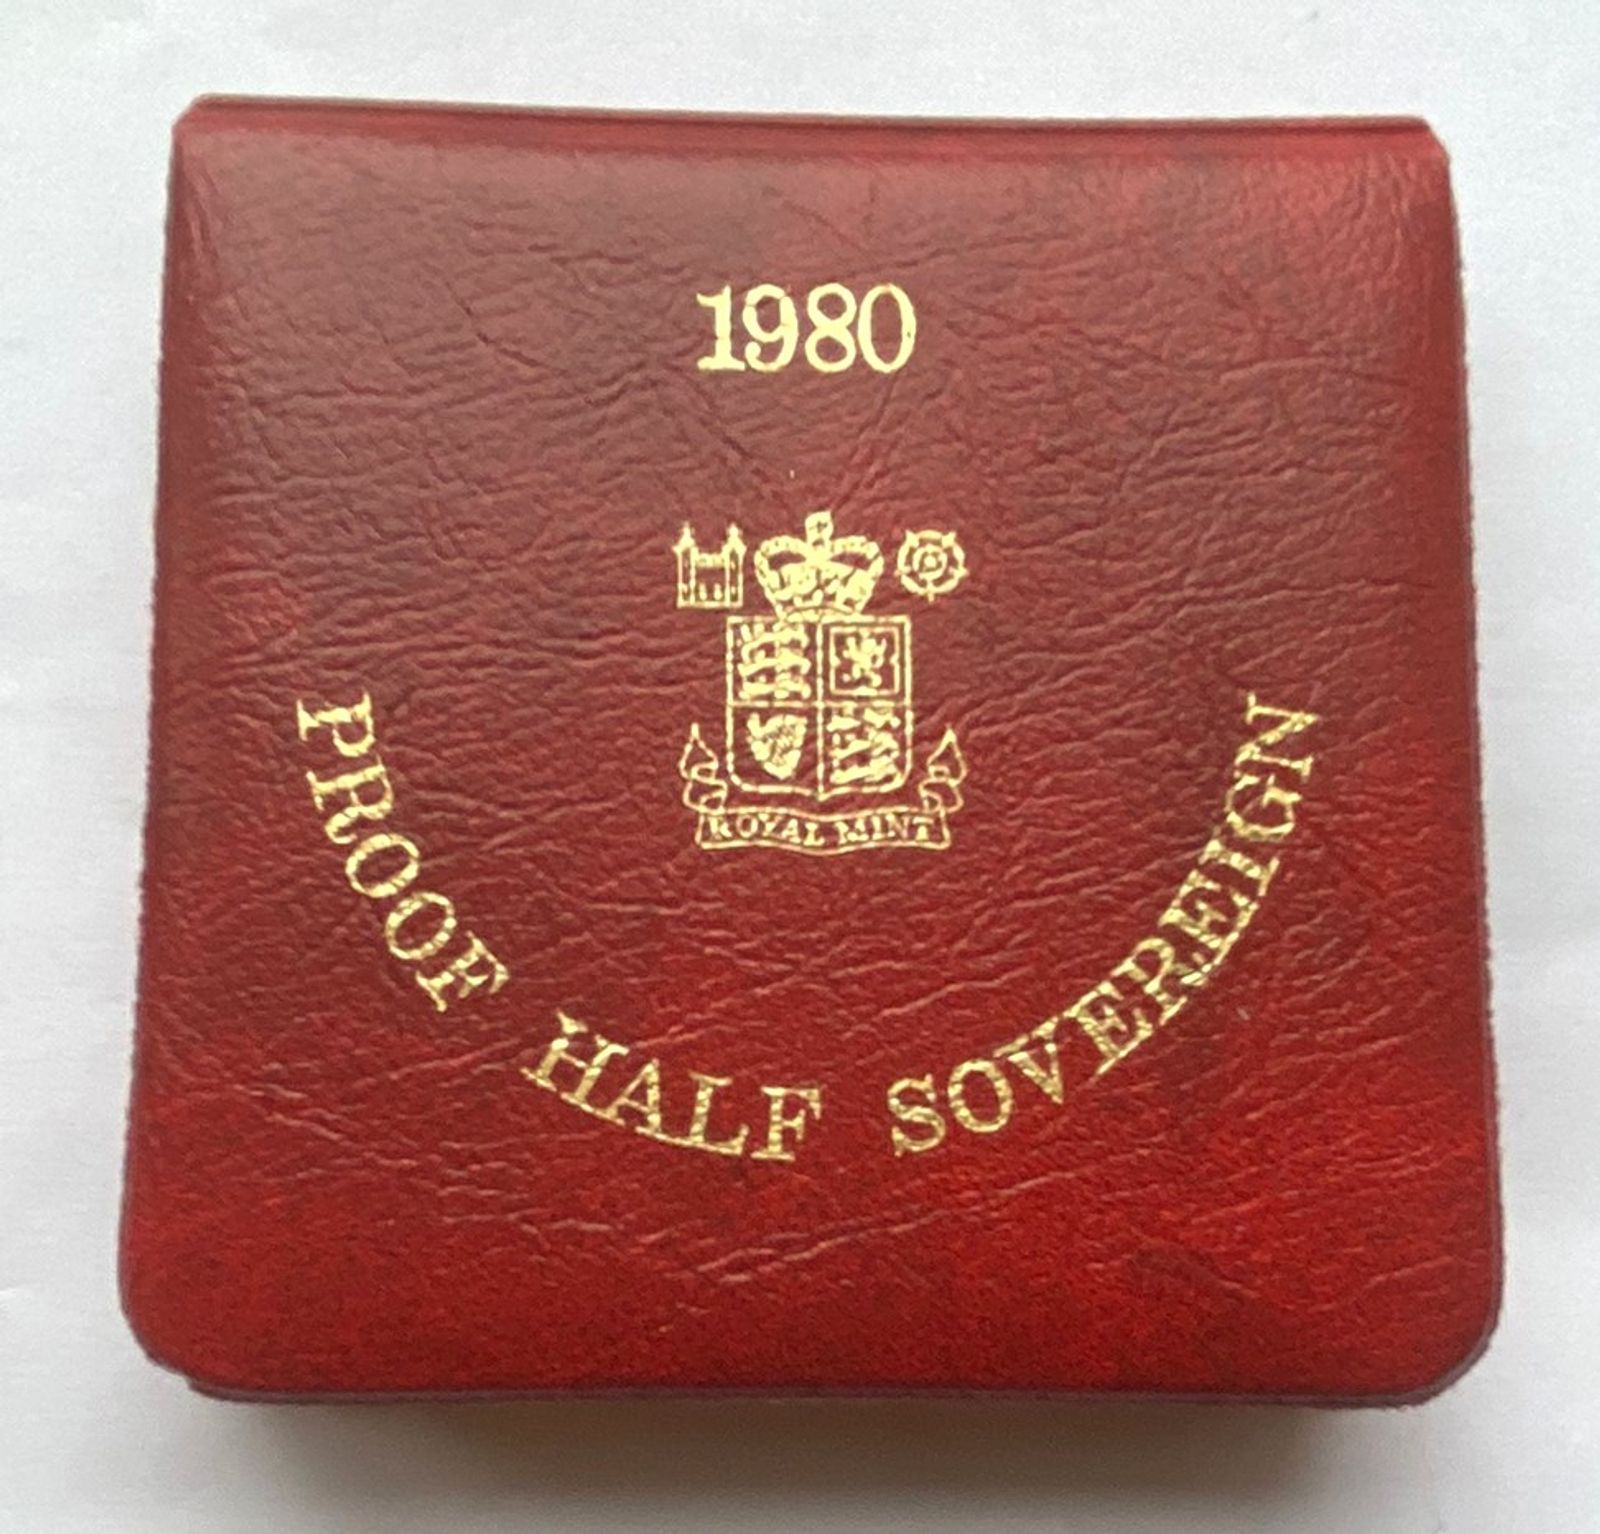 1980
ROYAL MINT
PROOF HALF SOVEREIGN